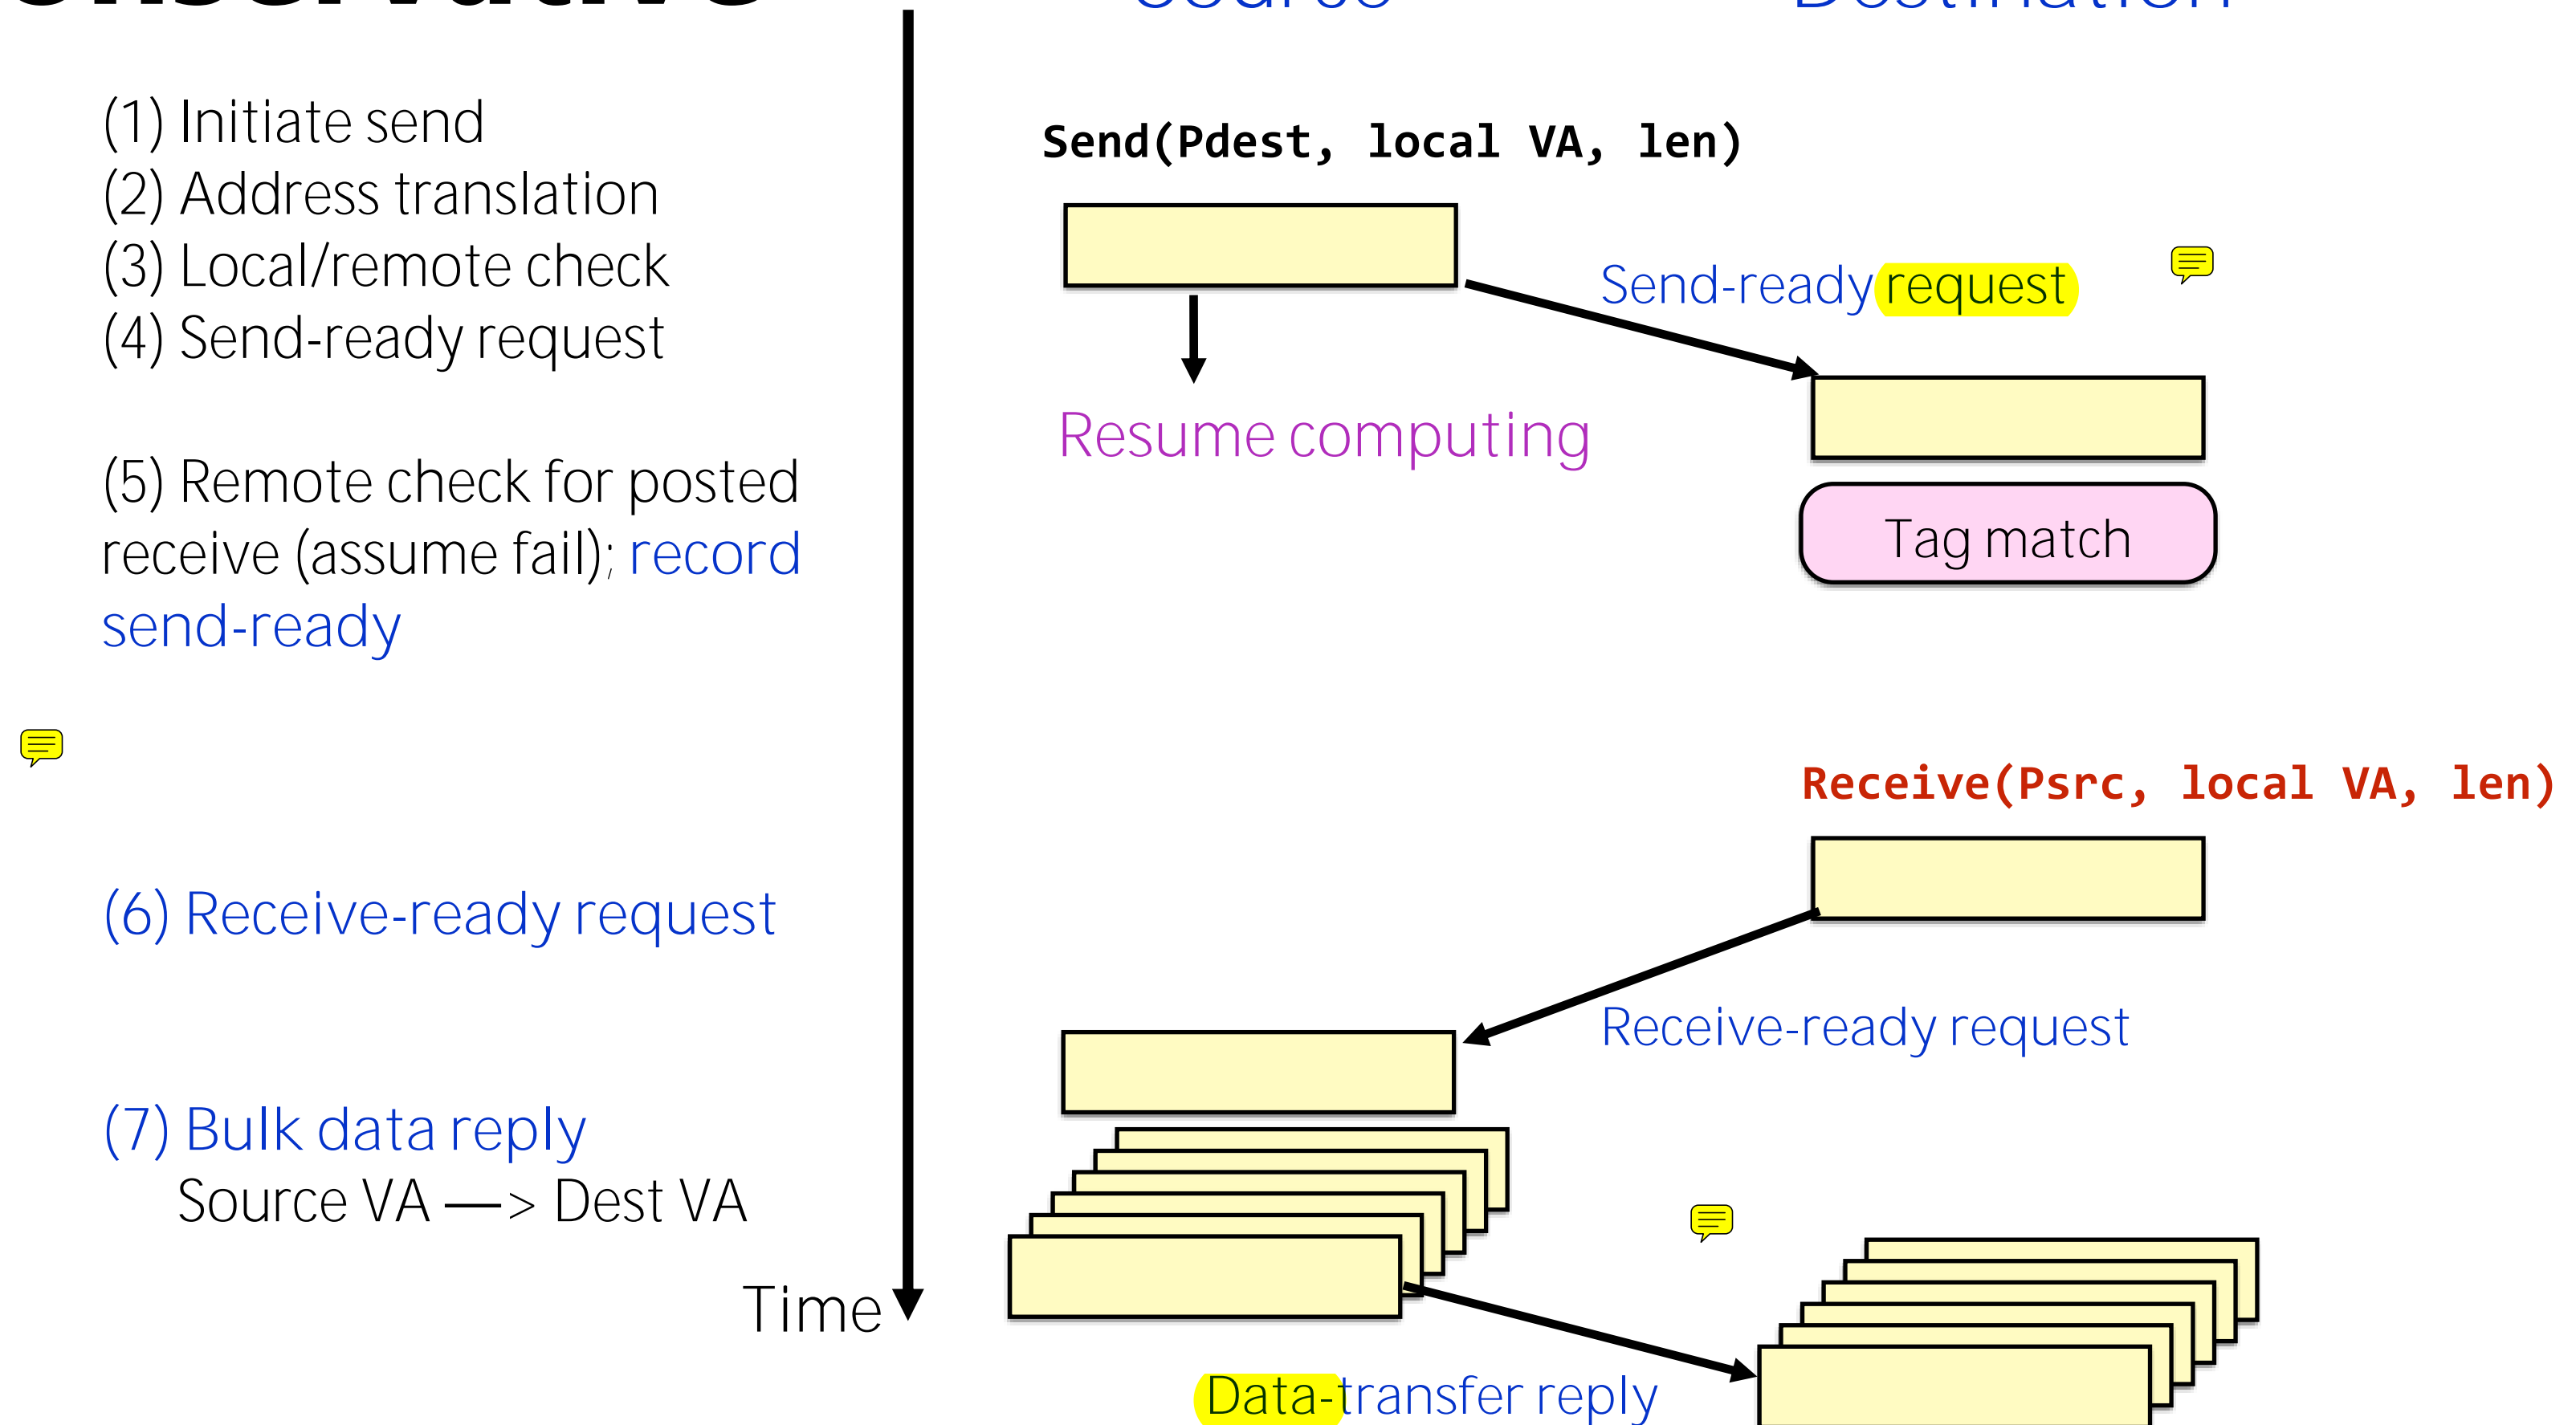 (1) Initiate send
(2) Address translation
(3) Local/remote check
(4) Send-ready request
(5) Remote check for posted
receive (assume fail); record
send-ready
(6) Receive-ready request
(7) Bulk data reply
Source VA —> Dest VA
Time
Source
Destination
Send(Pdest, local VA, len)
Send-ready request
Resume computing
Tag match
Receive(Psrc, local VA, len)
Receive-ready request
Data-transfer reply